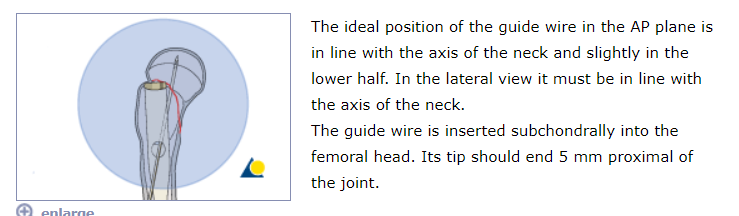 The ideal position of the guide wire in the AP plane is
in line with the axis of the neck and slightly in the
lower half. In the lateral view it must be in line with
the axis of the neck.
The guide wire is inserted subchondrally into the
femoral head. Its tip should end 5 mm proximal of
the joint.
enlarge